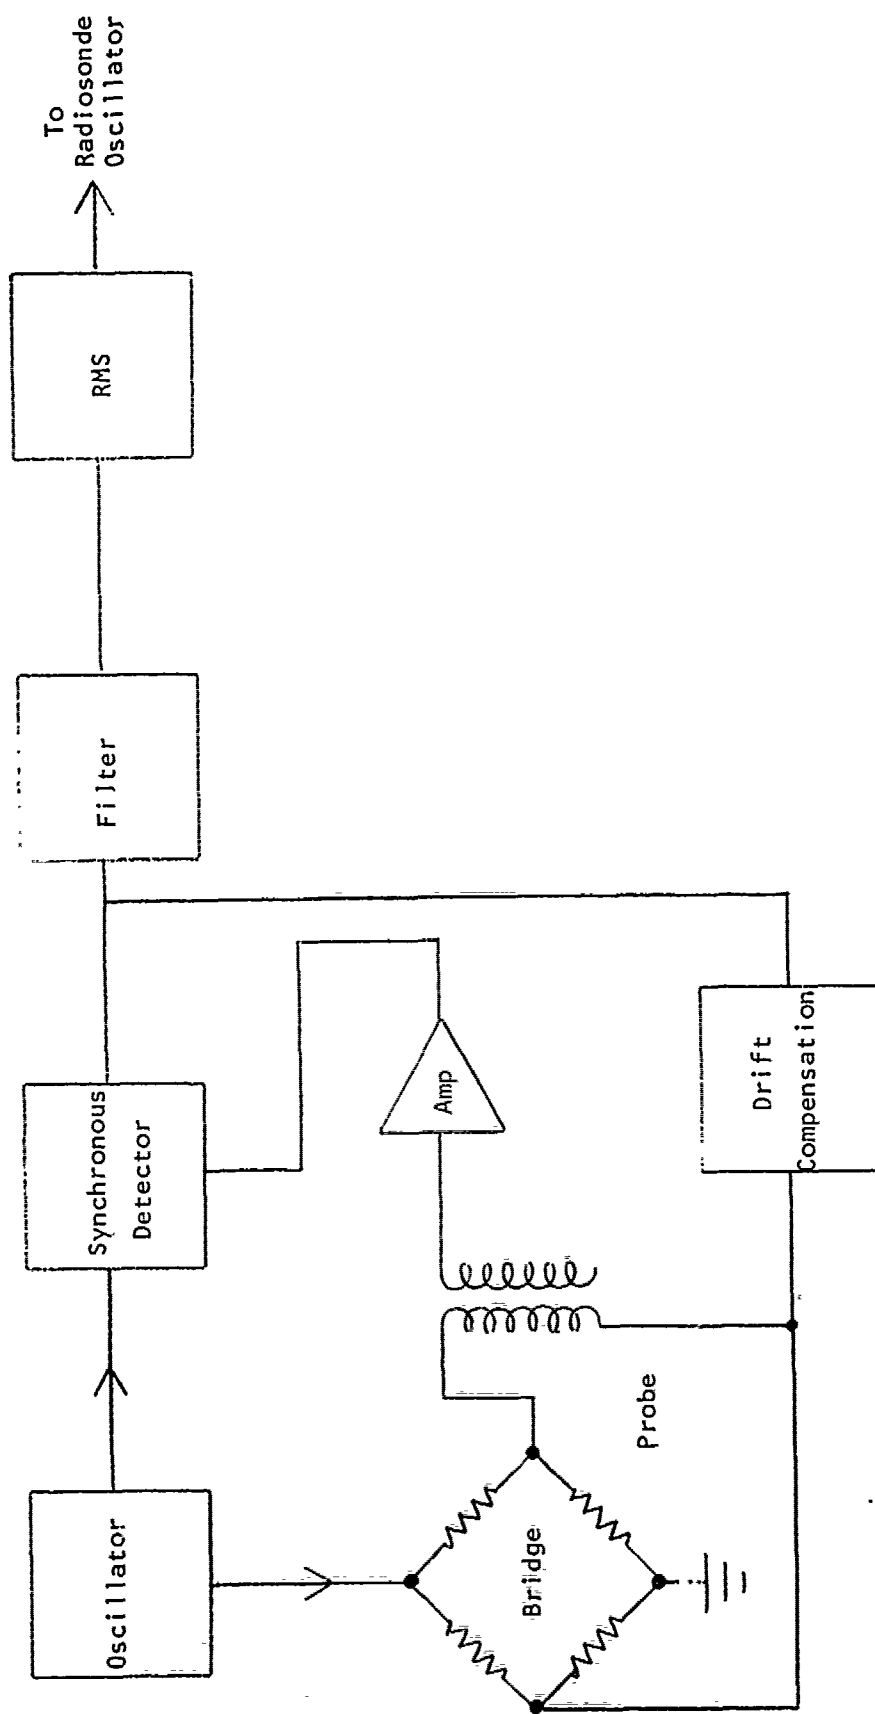 Oscillator
Synchronous
Detector
Filter
RMS
To
Radiosonde
Oscillator
Bridge
Probe
Amp
Drift
Compensation